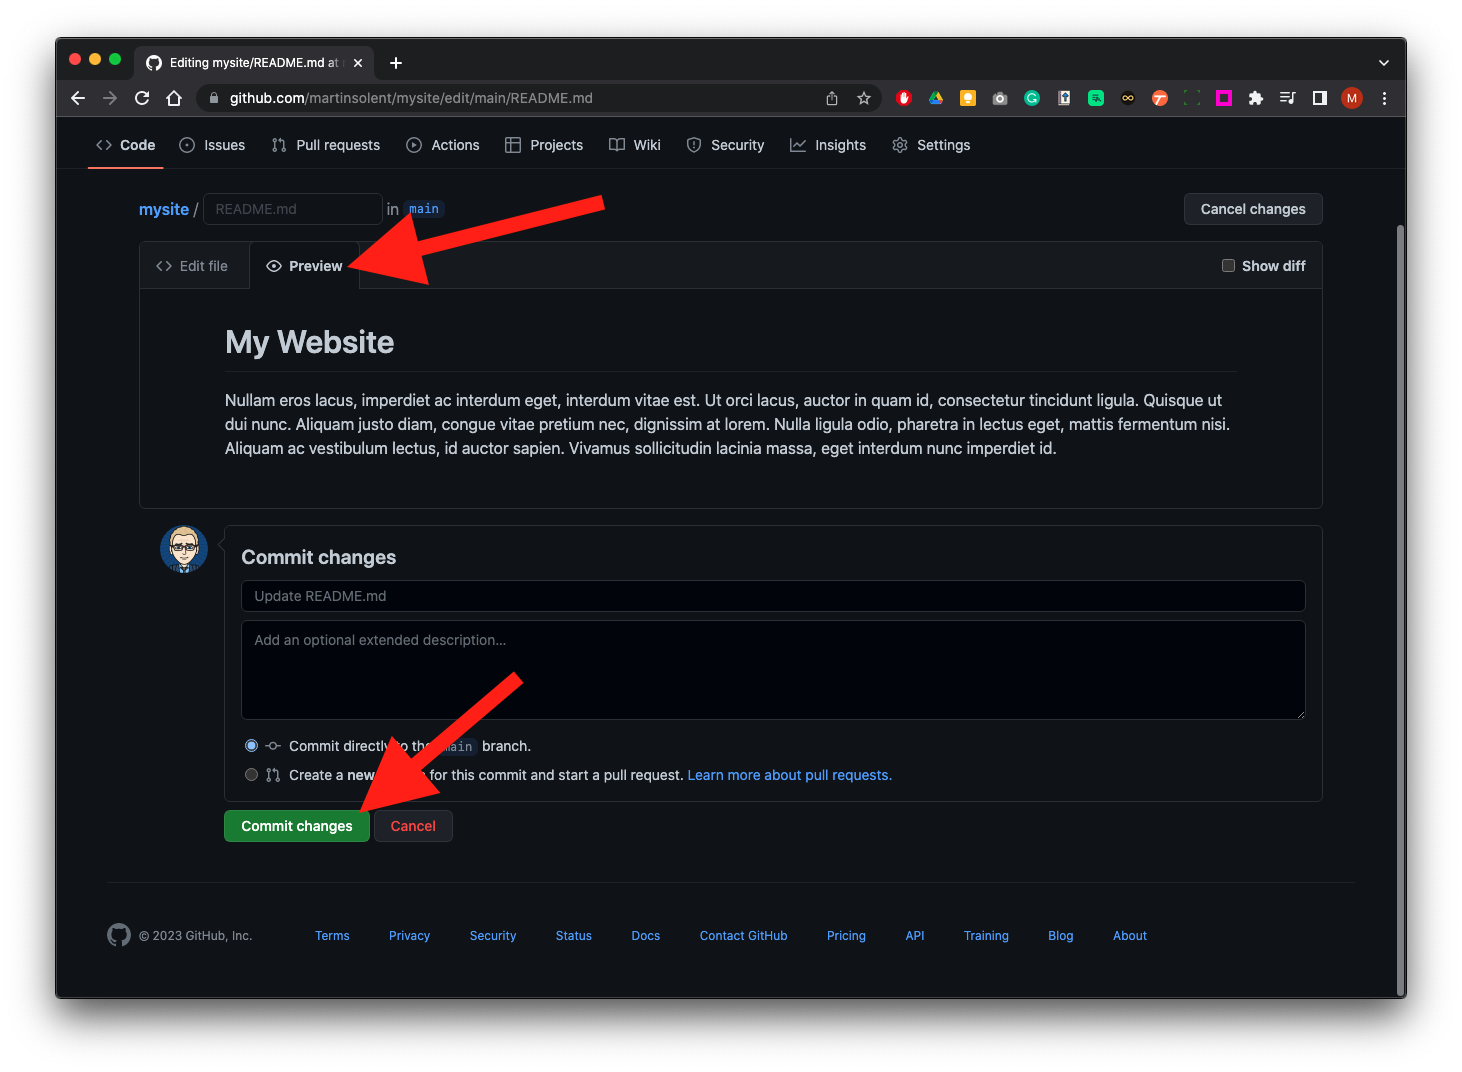 Editing mysite/README.md at
github.com/martinsolent/mysite/edit/main/README.md
M
Code Issues Pull requests Actions Projects Wiki Security Insights Settings
mysite / README.md in main
Cancel changes
Edit file Preview Show diff
My Website
Nullam eros lacus, imperdiet ac interdum eget, interdum vitae est. Ut orci lacus, auctor in quam id, consectetur tincidunt ligula. Quisque ut
dui nunc. Aliquam justo diam, congue vitae pretium nec, dignissim at lorem. Nulla ligula odio, pharetra in lectus eget, mattis fermentum nisi.
Aliquam ac vestibulum lectus, id auctor sapien. Vivamus sollicitudin lacinia massa, eget interdum nunc imperdiet id.
Commit changes
Update README.md
Add an optional extended description...
Commit directly to the main branch.
Create a new for this commit and start a pull request. Learn more about pull requests.
Commit changes Cancel
© 2023 GitHub, Inc. Terms Privacy Security Status Docs Contact GitHub Pricing API Training Blog About